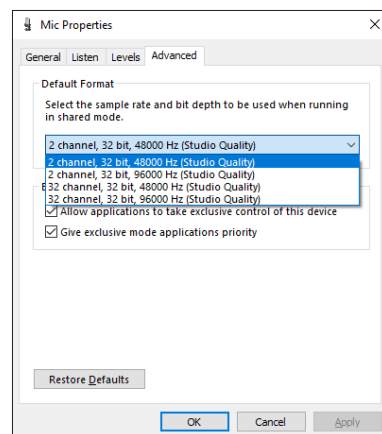 Mic Properties
General Listen Levels Advanced
Default Format
Select the sample rate and bit depth to be used when running
in shared mode.
2 channel, 32 bit, 48000 Hz (Studio Quality)
2 channel, 32 bit, 48000 Hz (Studio Quality)
2 channel, 32 bit, 96000 Hz (Studio Quality)
32 channel, 32 bit, 48000 Hz (Studio Quality)
32 channel, 32 bit, 96000 Hz (Studio Quality)
Allow applications to take exclusive control of this device
Give exclusive mode applications priority
Restore Defaults
OK Cancel Apply